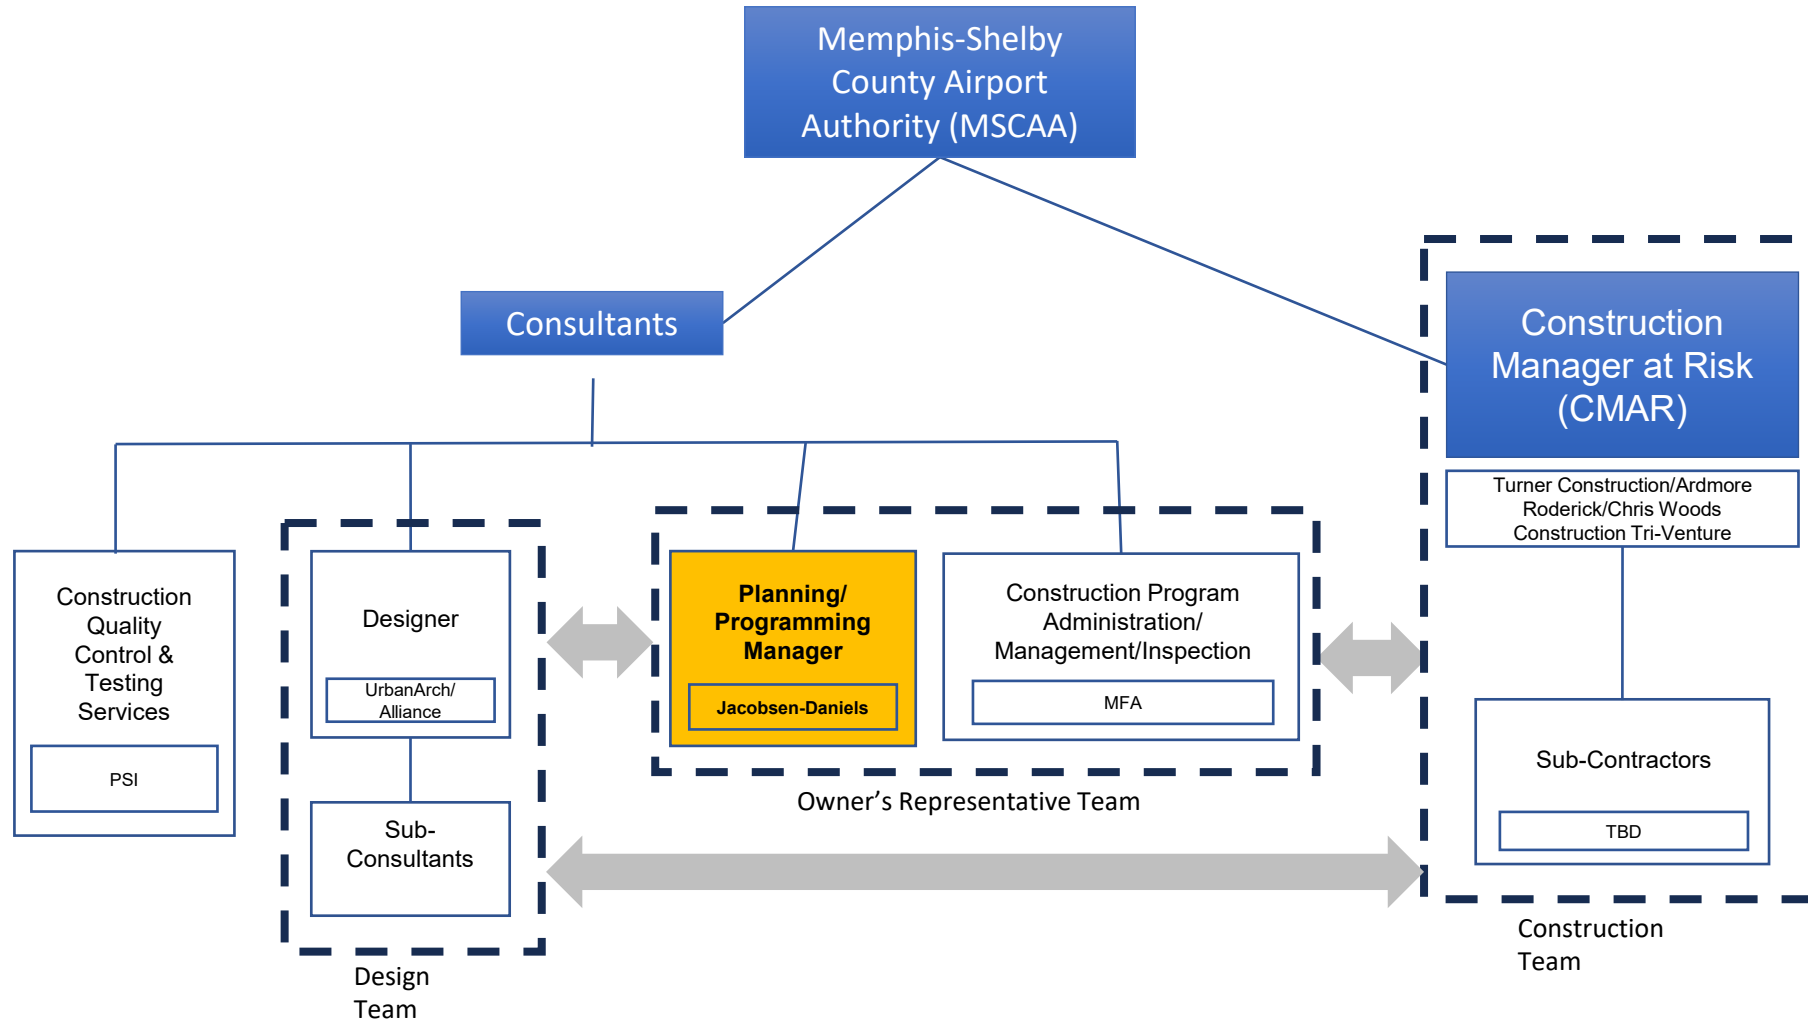 Memphis-Shelby
County Airport
Authority (MSCAA)
Consultants
Construction
Manager at Risk
(CMAR)
Turner Construction/Ardmore
Roderick/Chris Woods
Construction Tri-Venture
Construction
Quality
Control &
Testing
Services
PSI
Designer
UrbanArch/
Alliance
Sub-
Consultants
Design
Team
Planning/
Programming
Manager
Jacobsen-Daniels
Construction Program
Administration/
Management/Inspection
MFA
Owner’s Representative Team
Sub-Contractors
TBD
Construction
Team